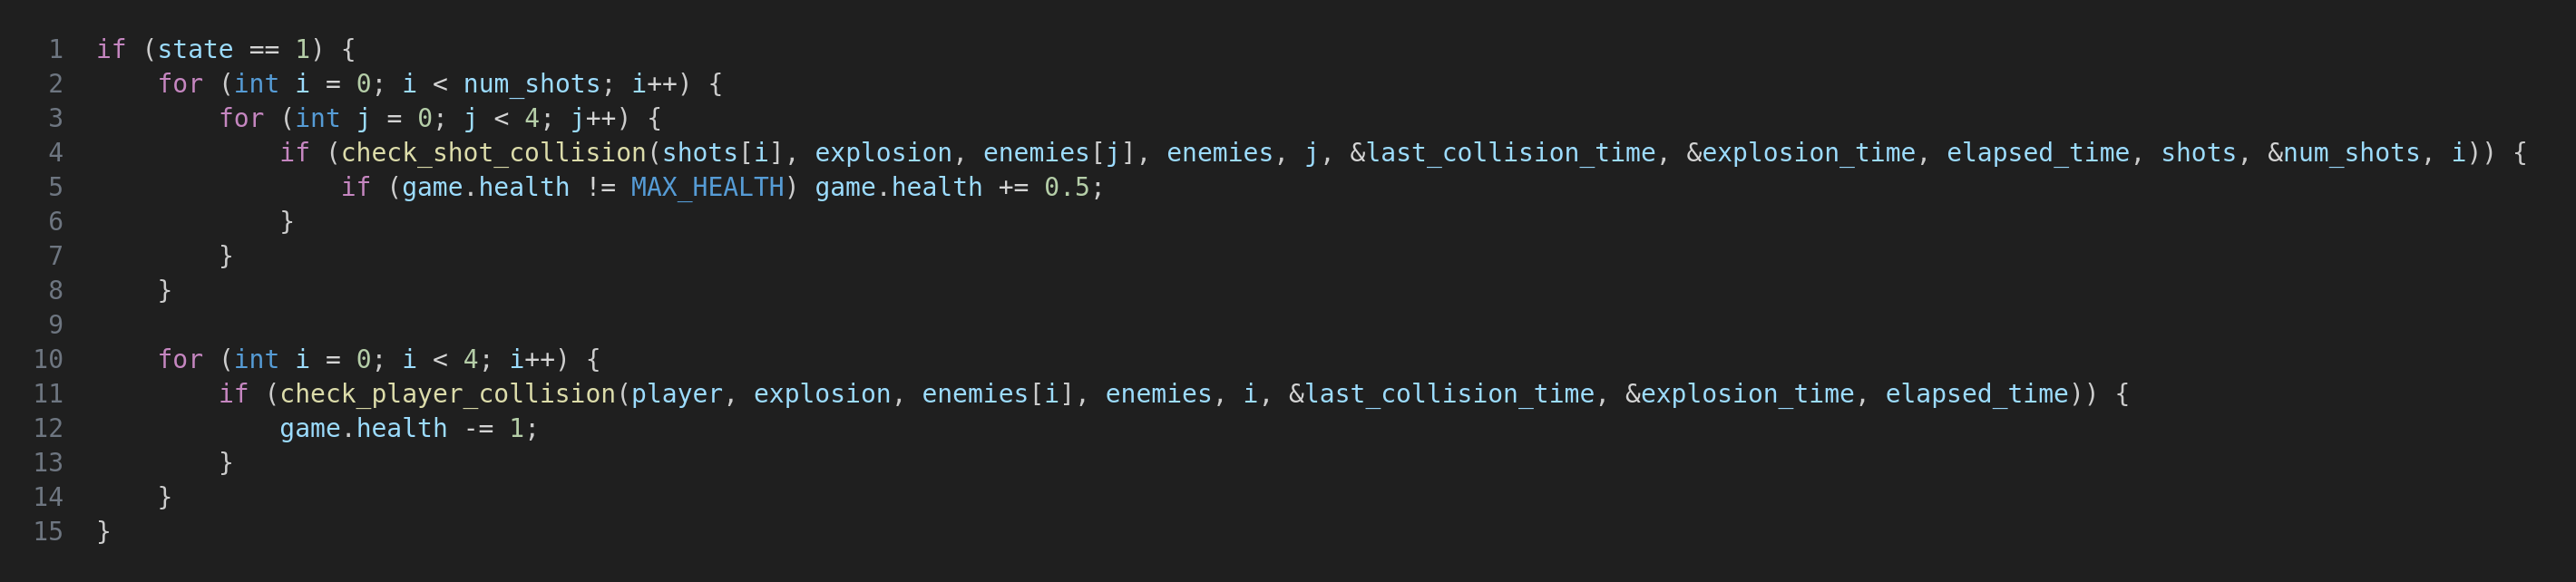 1 if (state == 1) {
2     for (int i = 0; i < num_shots; i++) {
3         for (int j = 0; j < 4; j++) {
4             if (check_shot_collision(shots[i], explosion, enemies[j], enemies, j, &last_collision_time, &explosion_time, elapsed_time, shots, &num_shots, i)) {
5                 if (game.health != MAX_HEALTH) game.health += 0.5;
6             }
7         }
8     }
9
10     for (int i = 0; i < 4; i++) {
11         if (check_player_collision(player, explosion, enemies[i], enemies, i, &last_collision_time, &explosion_time, elapsed_time)) {
12             game.health -= 1;
13         }
14     }
15 }